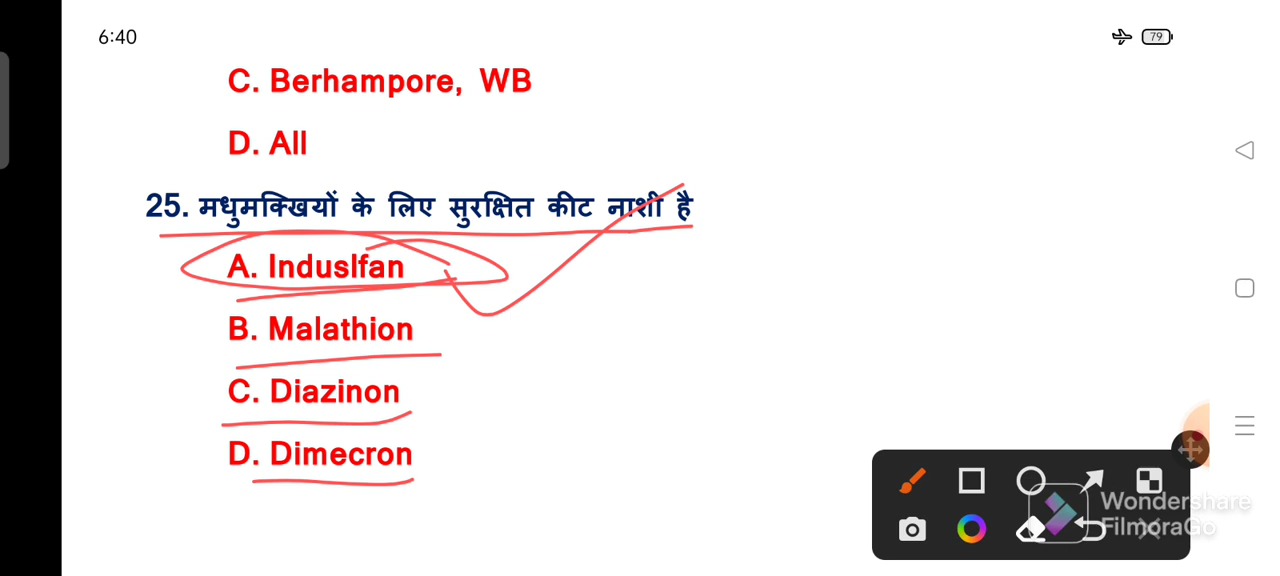 6:40
79
C. Berhampore, WB
D. All
25. मधुमक्खियों के लिए सुरक्षित कीट नाशी है
A. Induslfan
B. Malathion
C. Diazinon
D. Dimecron
Wondershare
FilmoraGo